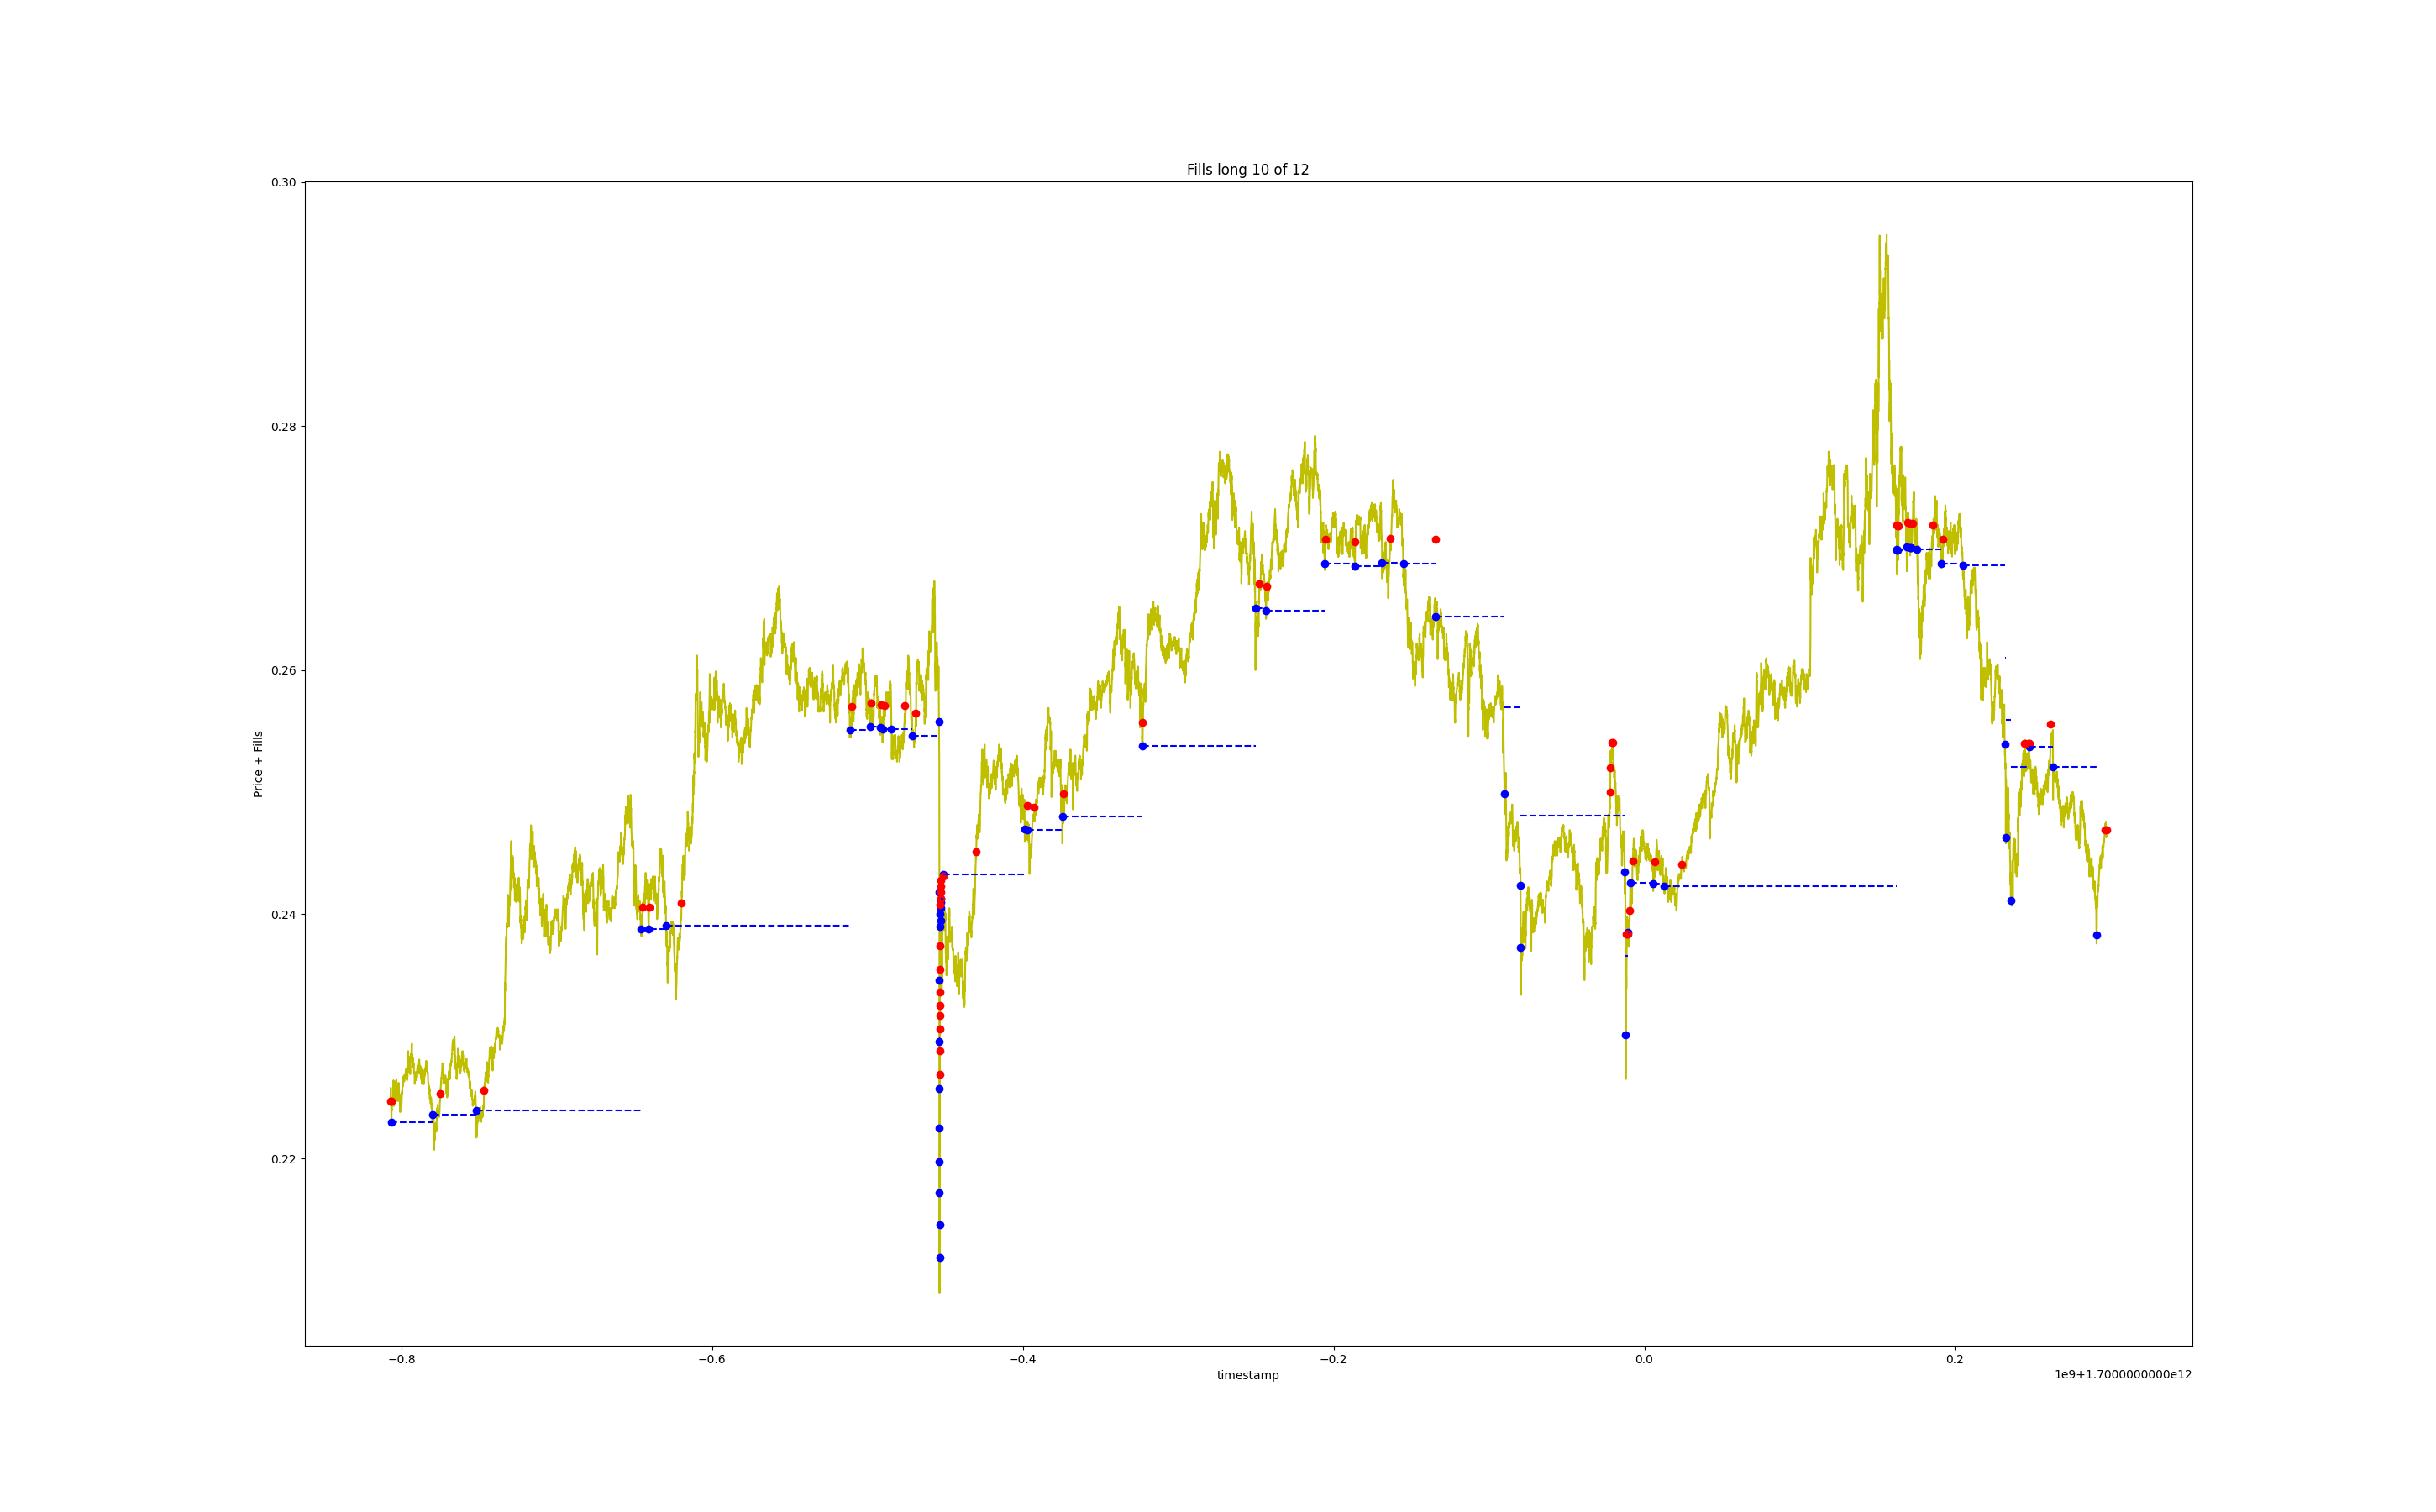 Fills long 10 of 12
0.30
0.28
0.26
0.24
0.22
Price + Fills
−0.8 −0.6 −0.4 −0.2 0.0 0.2
timestamp
1e9+1.7000000000e12